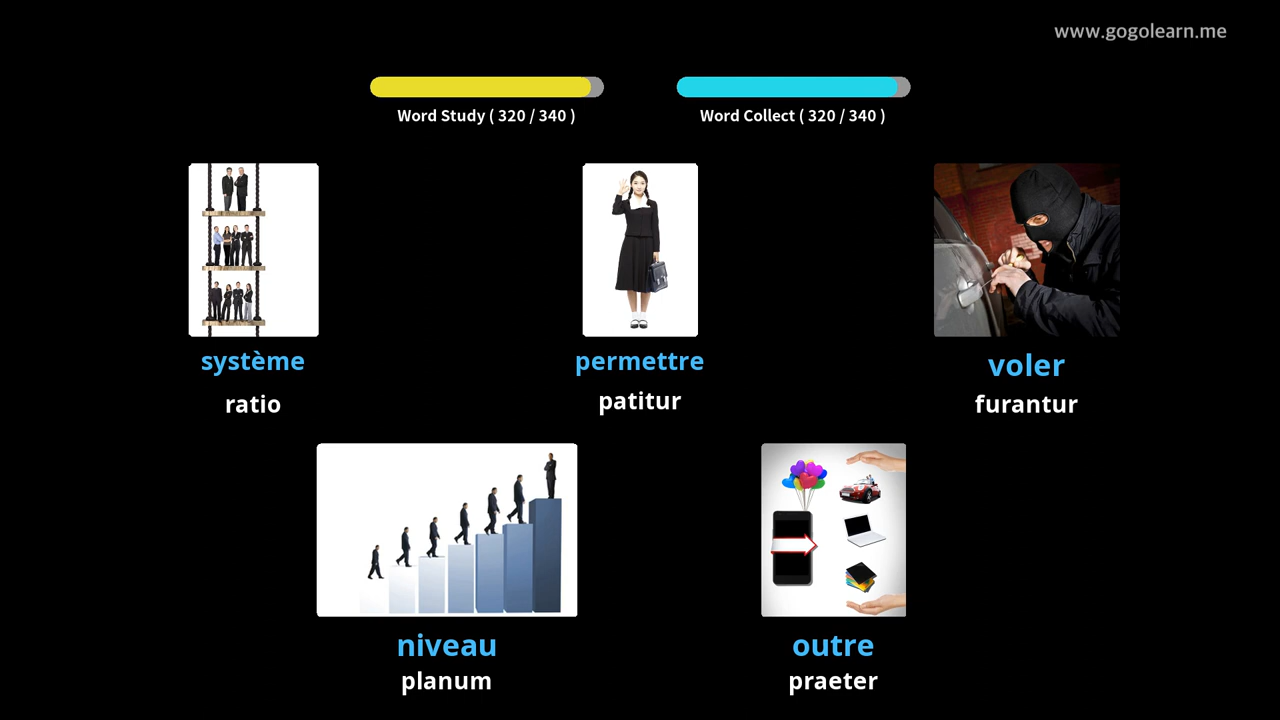 www.gogolearn.me
Word Study ( 320 / 340 )
Word Collect ( 320 / 340 )
système
ratio
permettre
patitur
voler
furantur
niveau
planum
outre
praeter